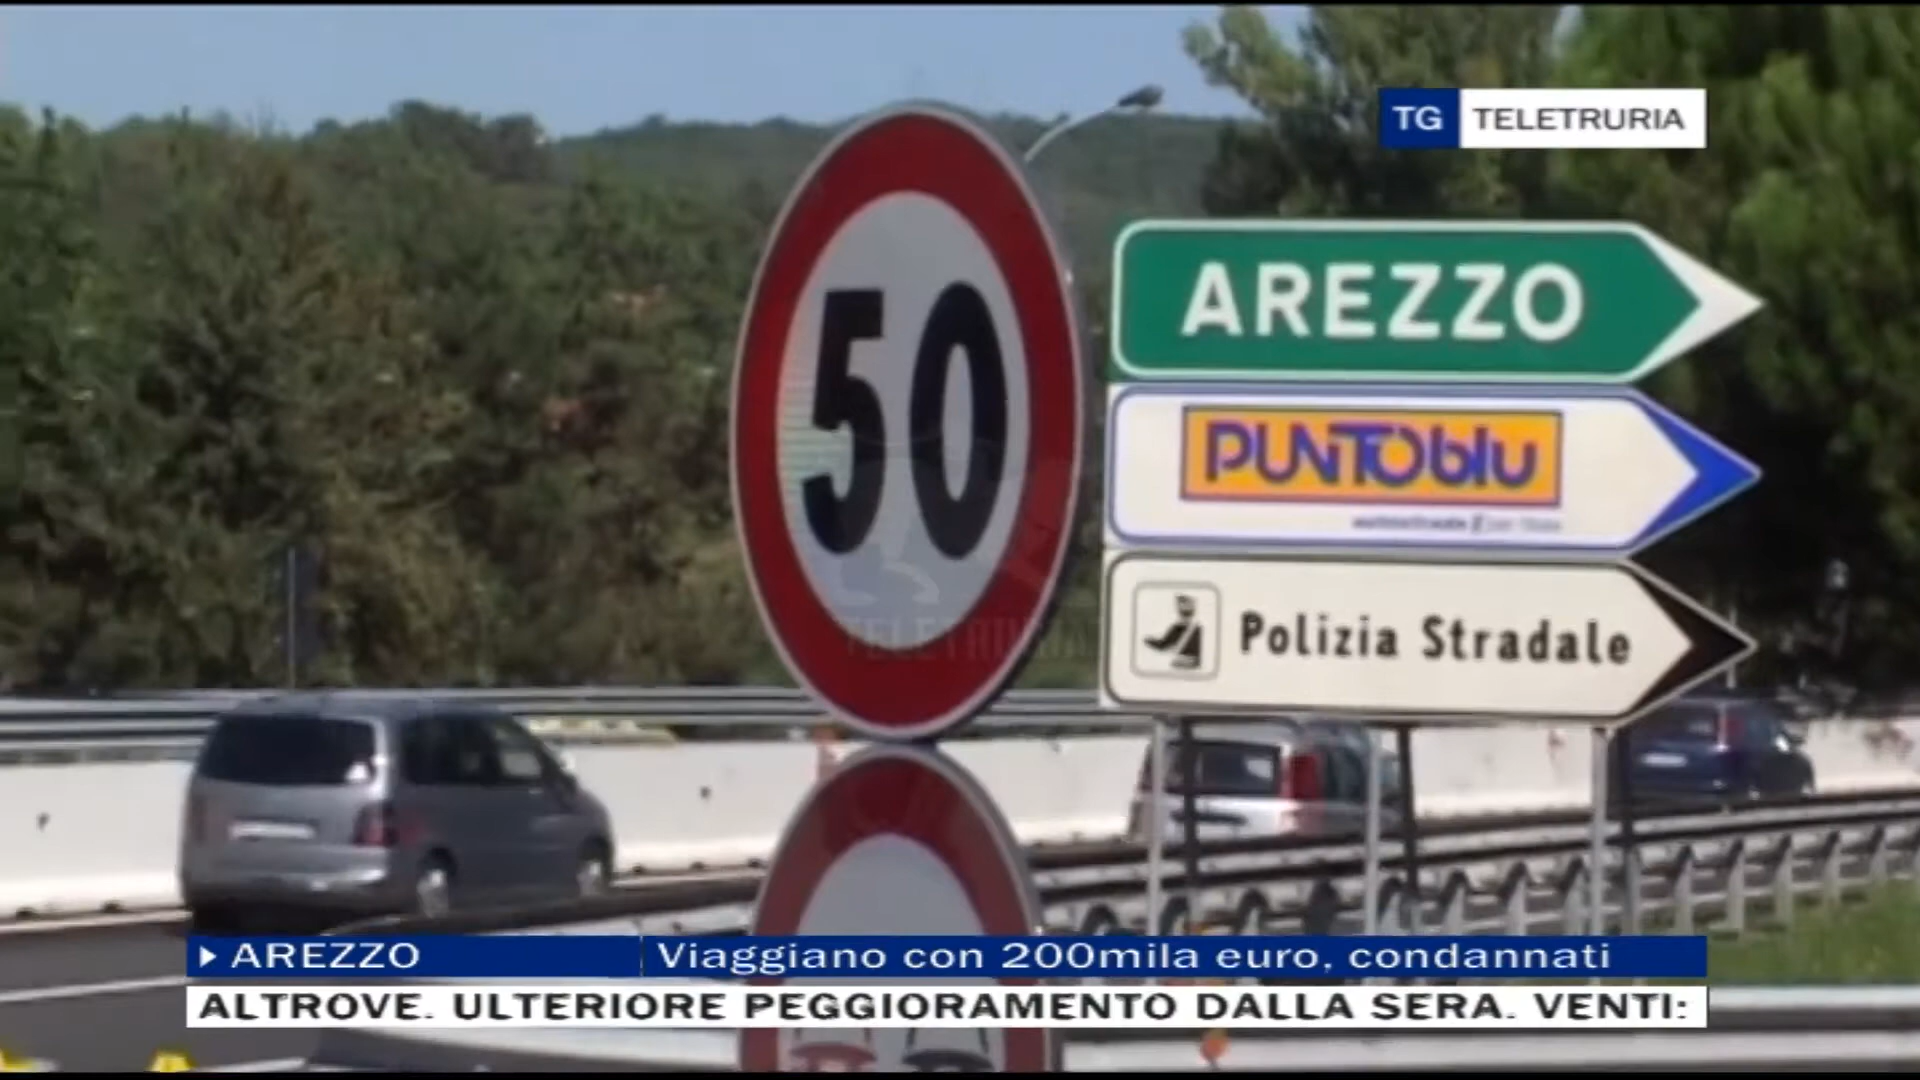 TG TELETRURIA
50
AREZZO
PUNTOblu
Polizia Stradale
TELETRURIA
AREZZO Viaggiano con 200mila euro, condannati
ALTROVE. ULTERIORE PEGGIORAMENTO DALLA SERA. VENTI: